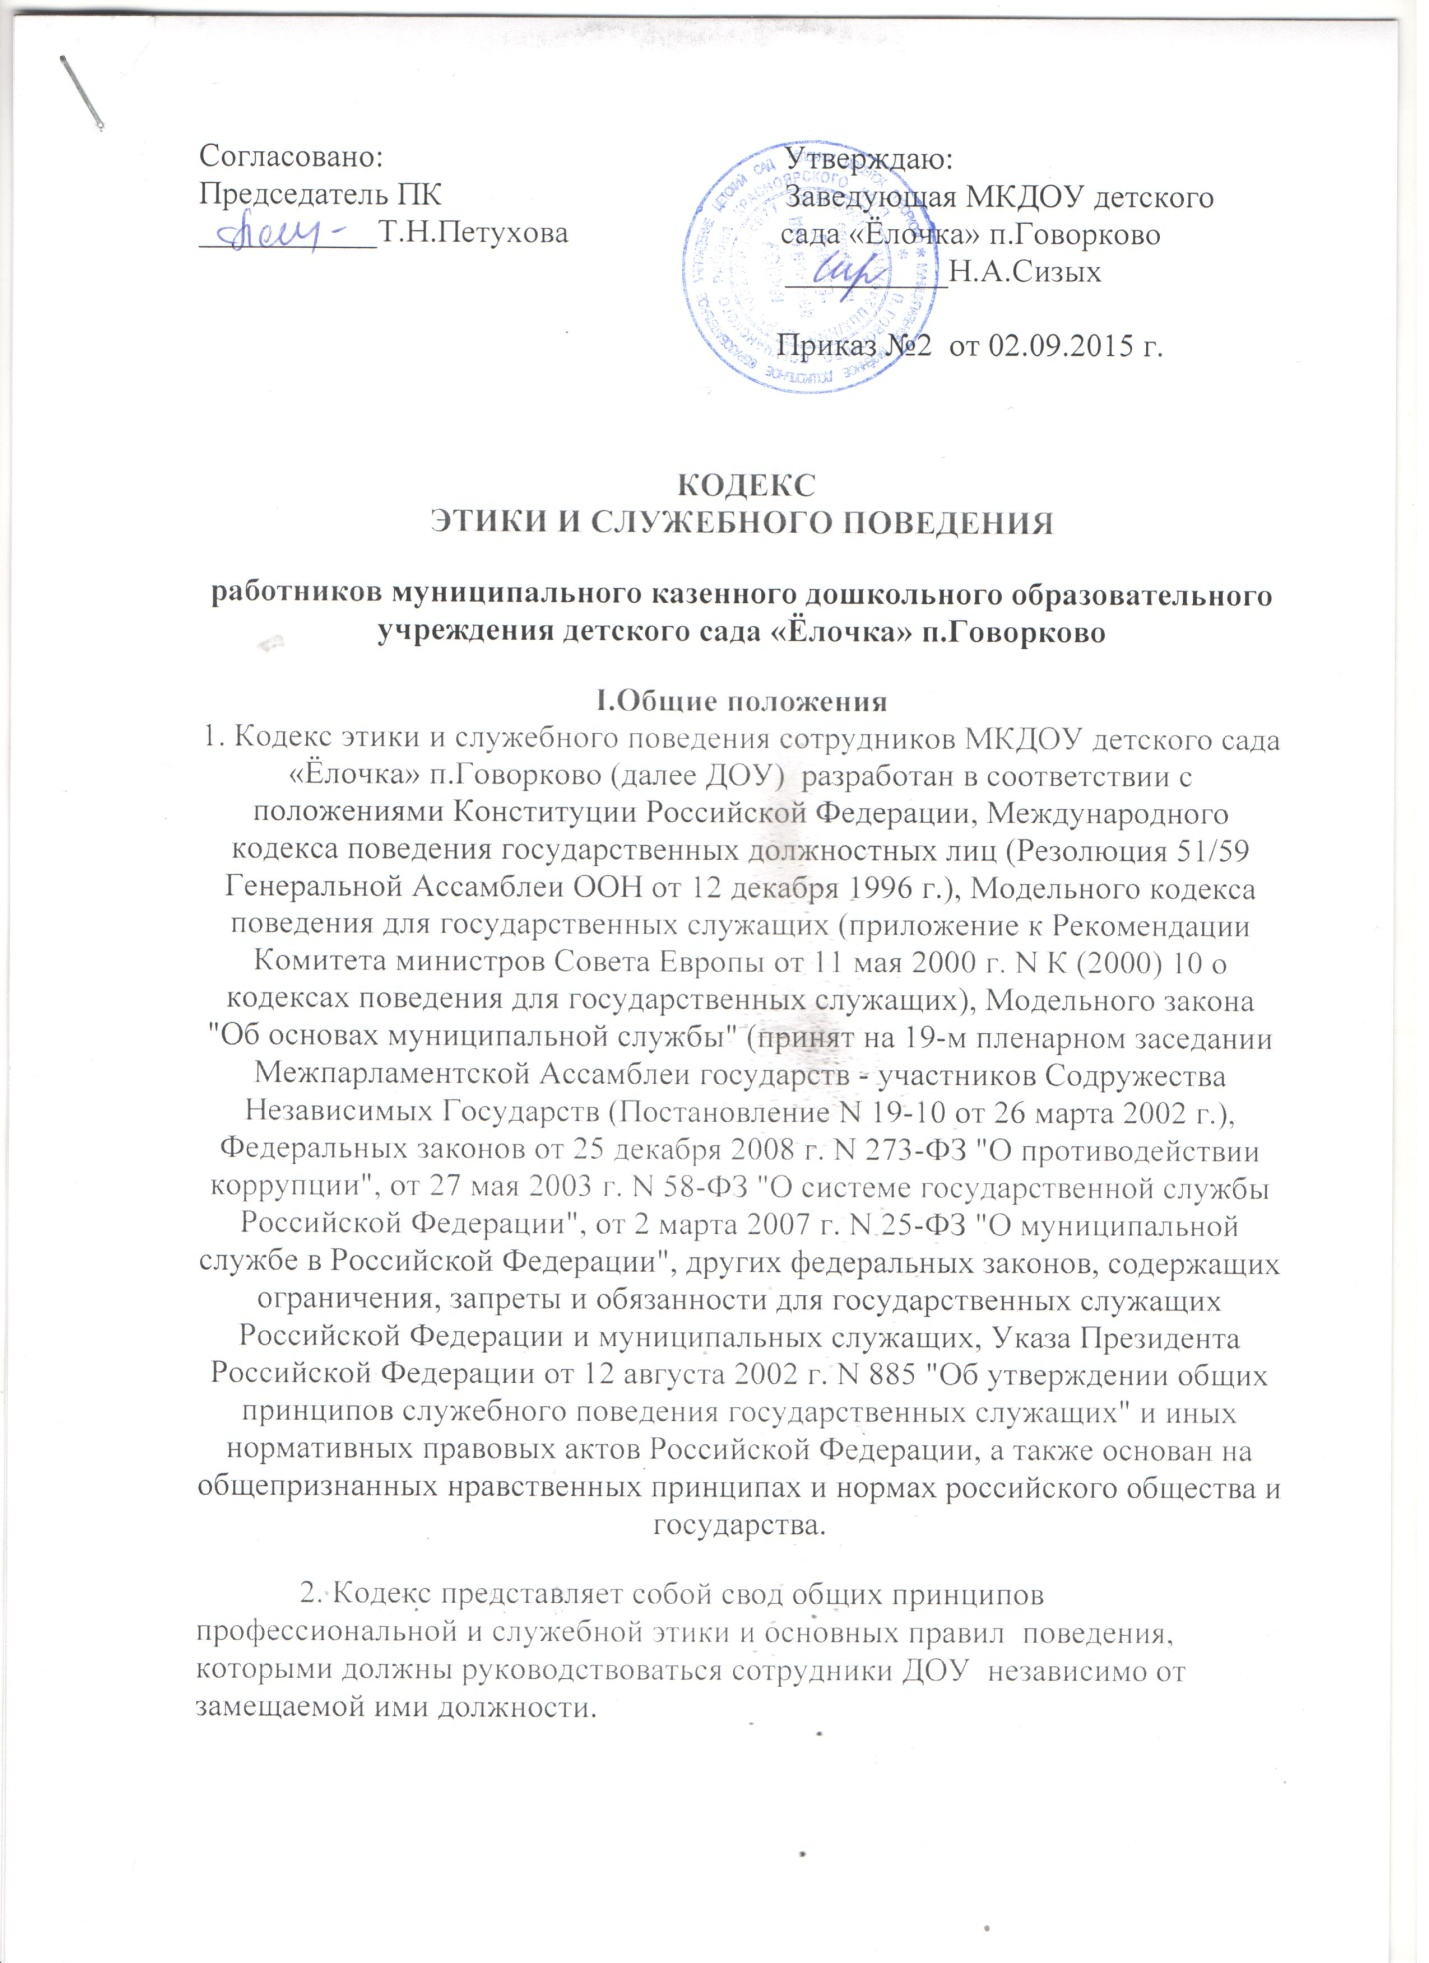 Согласовано:
Председатель ПК
Т.Н.Петухова
Утверждаю:
Заведующая МКДОУ детского
сада «Ёлочка» п.Говорково
Н.А.Сизых
Приказ №2 от 02.09.2015 г.
КОДЕКС
ЭТИКИ И СЛУЖЕБНОГО ПОВЕДЕНИЯ
работников муниципального казенного дошкольного образовательного
учреждения детского сада «Ёлочка» п.Говорково
I.Общие положения
1. Кодекс этики и служебного поведения сотрудников МКДОУ детского сада
«Ёлочка» п.Говорково (далее ДОУ) разработан в соответствии с
положениями Конституции Российской Федерации, Международного
кодекса поведения государственных должностных лиц (Резолюция 51/59
Генеральной Ассамблеи ООН от 12 декабря 1996 г.), Модельного кодекса
поведения для государственных служащих (приложение к Рекомендации
Комитета министров Совета Европы от 11 мая 2000 г. N К (2000) 10 о
кодексах поведения для государственных служащих), Модельного закона
"Об основах муниципальной службы" (принят на 19-м пленарном заседании
Межпарламентской Ассамблеи государств - участников Содружества
Независимых Государств (Постановление N 19-10 от 26 марта 2002 г.),
Федеральных законов от 25 декабря 2008 г. N 273-ФЗ "О противодействии
коррупции", от 27 мая 2003 г. N 58-ФЗ "О системе государственной службы
Российской Федерации", от 2 марта 2007 г. N 25-ФЗ "О муниципальной
службе в Российской Федерации", других федеральных законов, содержащих
ограничения, запреты и обязанности для государственных служащих
Российской Федерации и муниципальных служащих, Указа Президента
Российской Федерации от 12 августа 2002 г. N 885 "Об утверждении общих
принципов служебного поведения государственных служащих" и иных
нормативных правовых актов Российской Федерации, а также основан на
общепризнанных нравственных принципах и нормах российского общества и
государства.
2. Кодекс представляет собой свод общих принципов
профессиональной и служебной этики и основных правил поведения,
которыми должны руководствоваться сотрудники ДОУ независимо от
замещаемой ими должности.